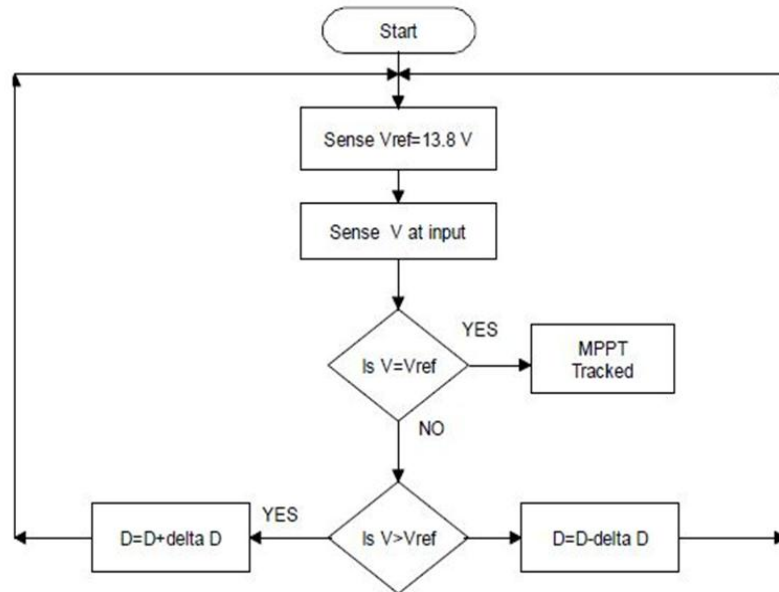 Start
Sense Vref=13.8 V
Sense V at input
Is V=Vref
YES
MPPT
Tracked
NO
Is V>Vref
YES
D=D+delta D
D=D-delta D